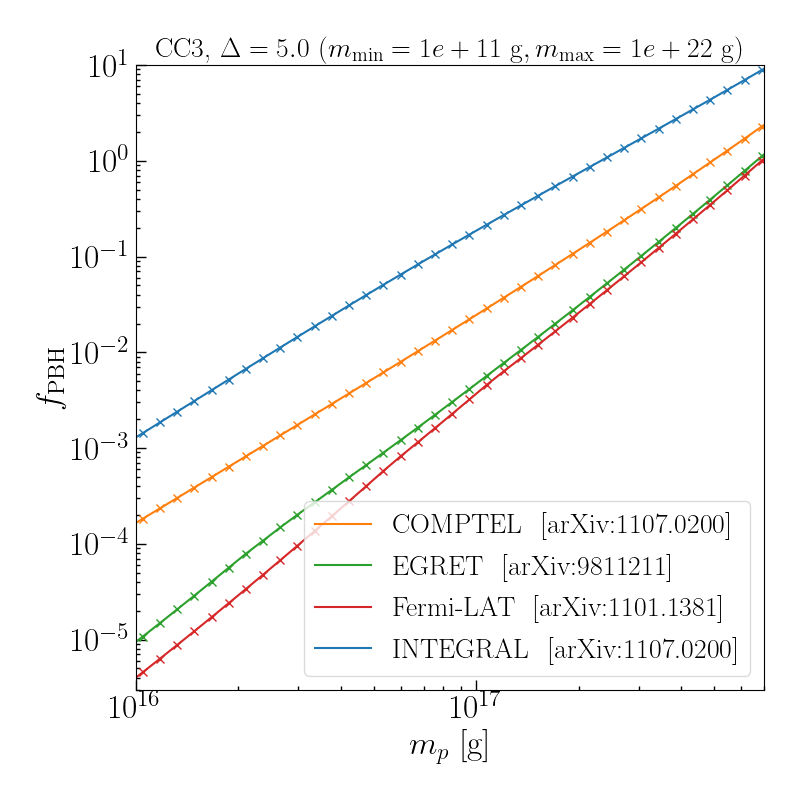 CC3, Δ = 5.0 (m_min = 1e + 11 g, m_max = 1e + 22 g)
10^1
10^0
10^−1
10^−2
10^−3
10^−4
10^−5
f_PBH
COMPTEL [arXiv:1107.0200]
EGRET [arXiv:9811211]
Fermi-LAT [arXiv:1101.1381]
INTEGRAL [arXiv:1107.0200]
10^16
10^17
m_p [g]